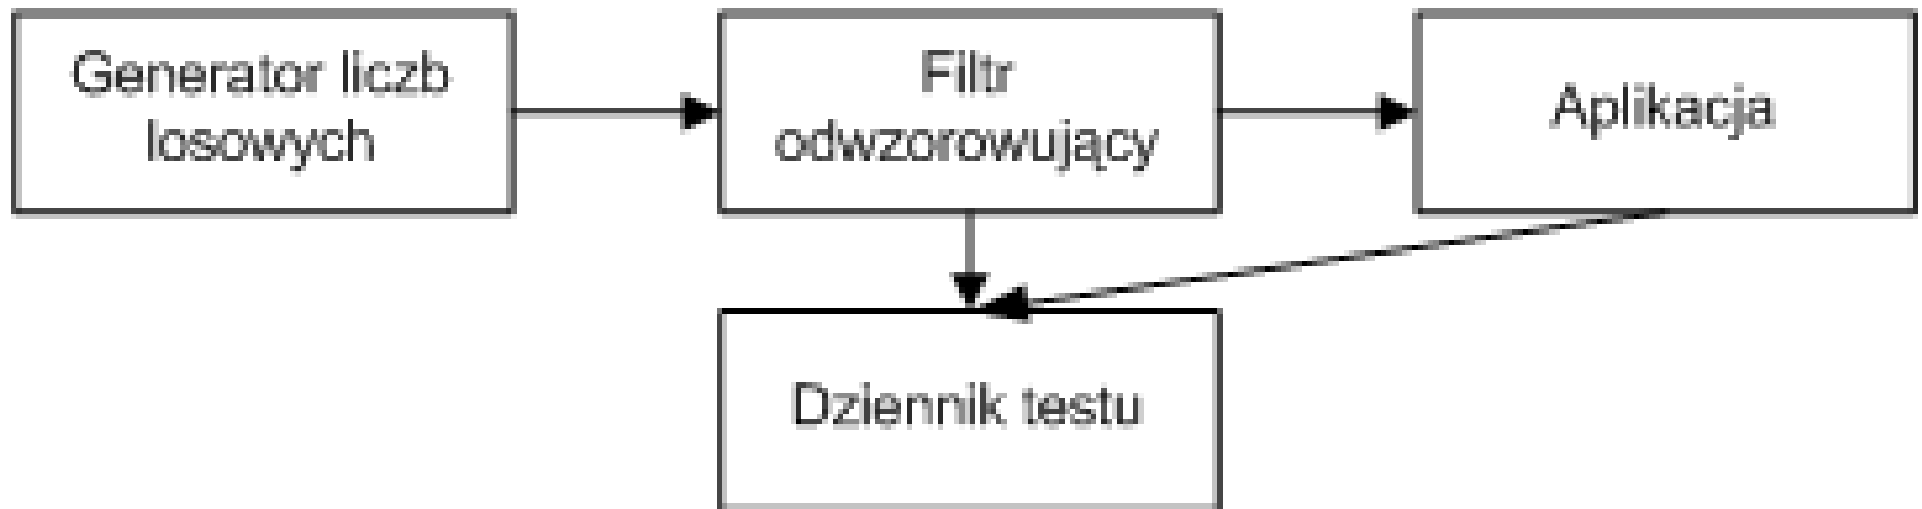 Generator liczb
losowych
Filtr
odwzorowujący
Aplikacja
Dziennik testu